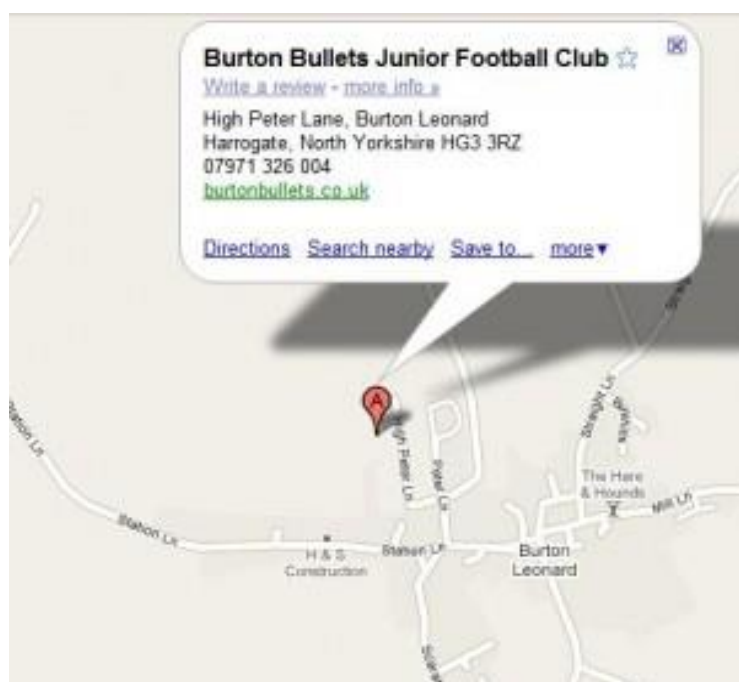 Burton Bullets Junior Football Club
Write a review - more info »
High Peter Lane, Burton Leonard
Harrogate, North Yorkshire HG3 3RZ
07971 326 004
burtonbullets.co.uk
Directions Search nearby Save to... more▼
Straight Ln
A
High Peter Ln
Peter Ln
Station Ln
The Hare
& Hounds
Mill Ln
Station Ln
H & S
Construction
Station Ln
Burton
Leonard